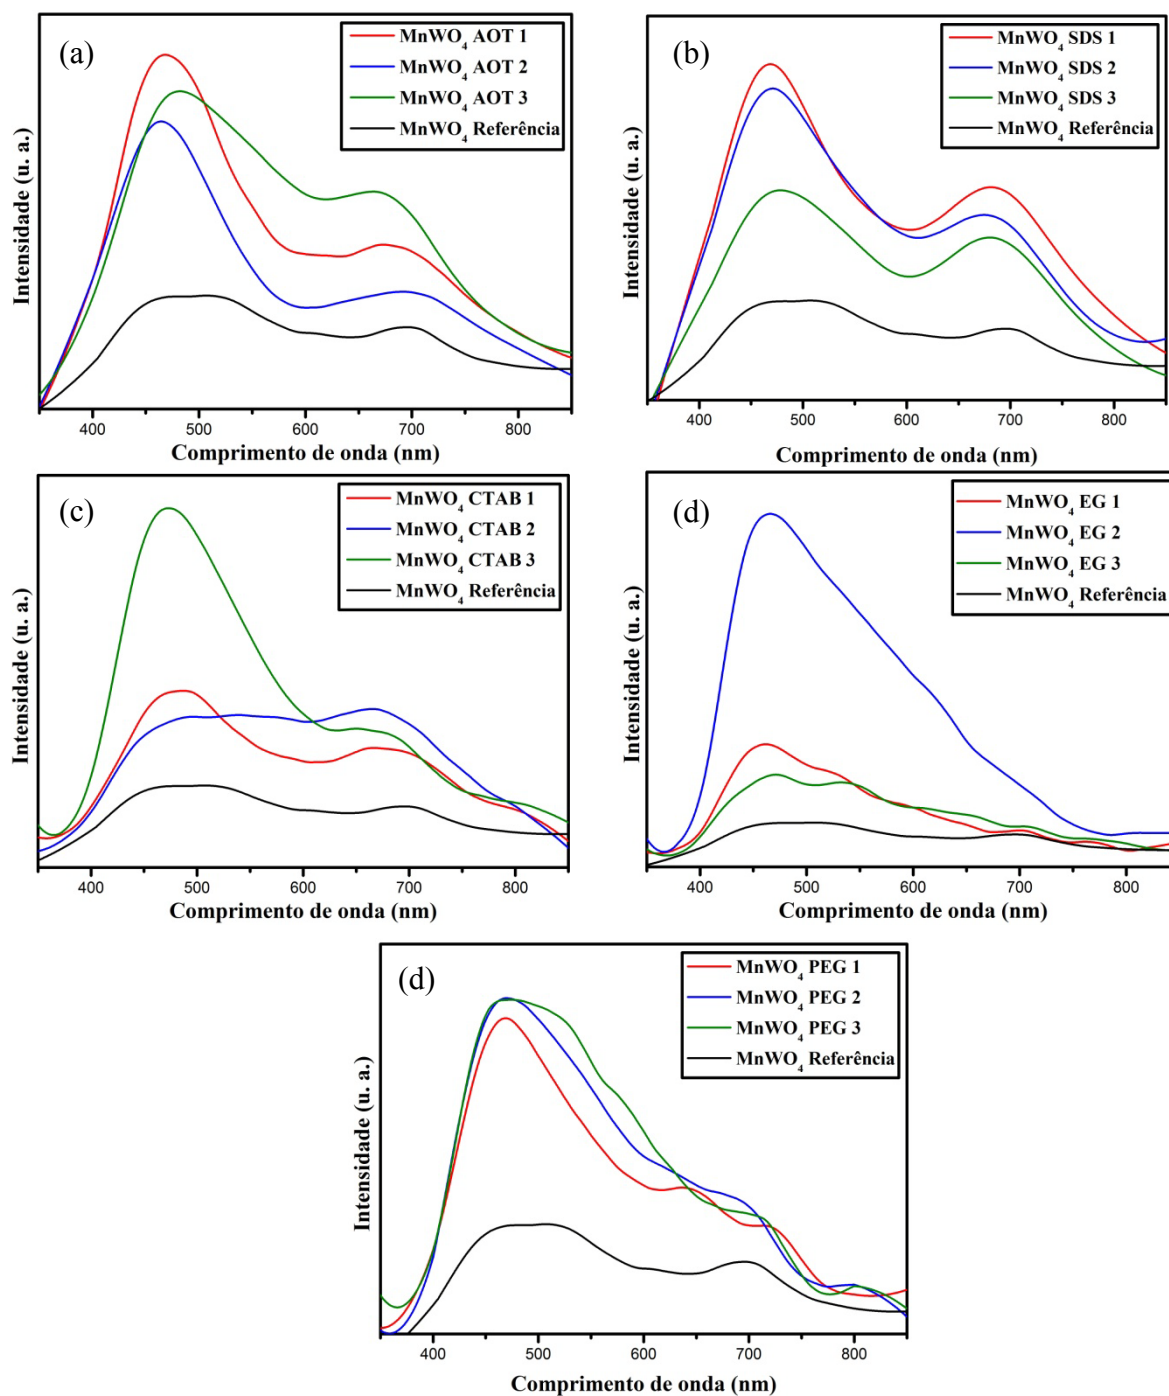 (a)
MnWO4 AOT 1
MnWO4 AOT 2
MnWO4 AOT 3
MnWO4 Referência
Intensidade (u. a.)
400 500 600 700 800
Comprimento de onda (nm)
(b)
MnWO4 SDS 1
MnWO4 SDS 2
MnWO4 SDS 3
MnWO4 Referência
Intensidade (u. a.)
400 500 600 700 800
Comprimento de onda (nm)
(c)
MnWO4 CTAB 1
MnWO4 CTAB 2
MnWO4 CTAB 3
MnWO4 Referência
Intensidade (u. a.)
400 500 600 700 800
Comprimento de onda (nm)
(d)
MnWO4 EG 1
MnWO4 EG 2
MnWO4 EG 3
MnWO4 Referência
Intensidade (u. a.)
400 500 600 700 800
Comprimento de onda (nm)
(d)
MnWO4 PEG 1
MnWO4 PEG 2
MnWO4 PEG 3
MnWO4 Referência
Intensidade (u. a.)
400 500 600 700 800
Comprimento de onda (nm)